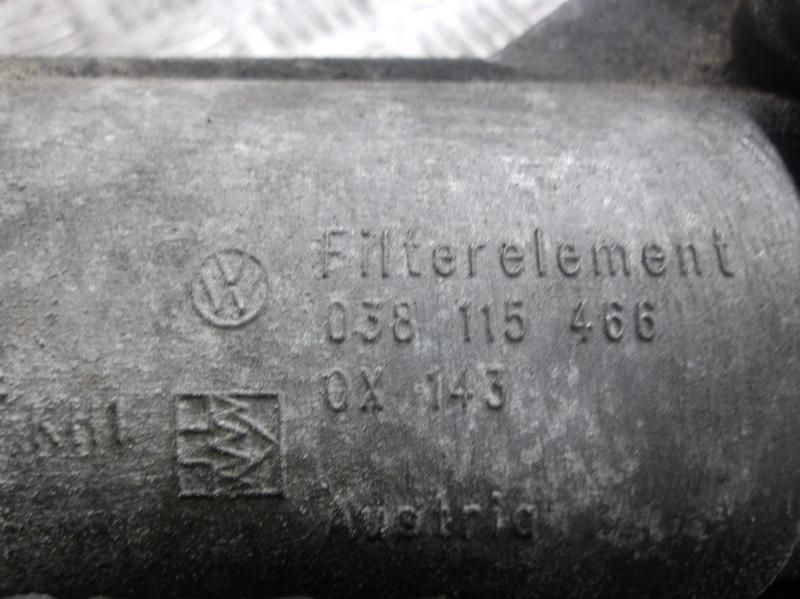 Filterelement
038 115 466
OX 143
Austria